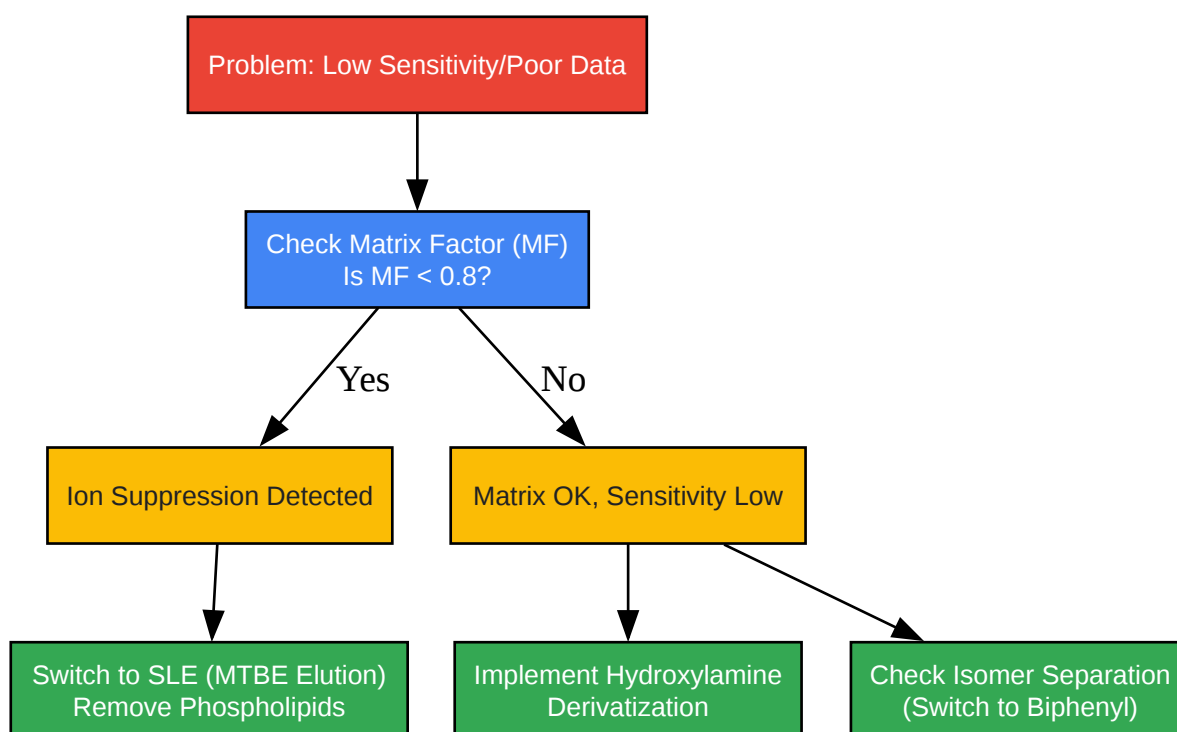 Problem: Low Sensitivity/Poor Data
Check Matrix Factor (MF)
Is MF < 0.8?
Yes
No
Ion Suppression Detected
Matrix OK, Sensitivity Low
Switch to SLE (MTBE Elution)
Remove Phospholipids
Implement Hydroxylamine
Derivatization
Check Isomer Separation
(Switch to Biphenyl)